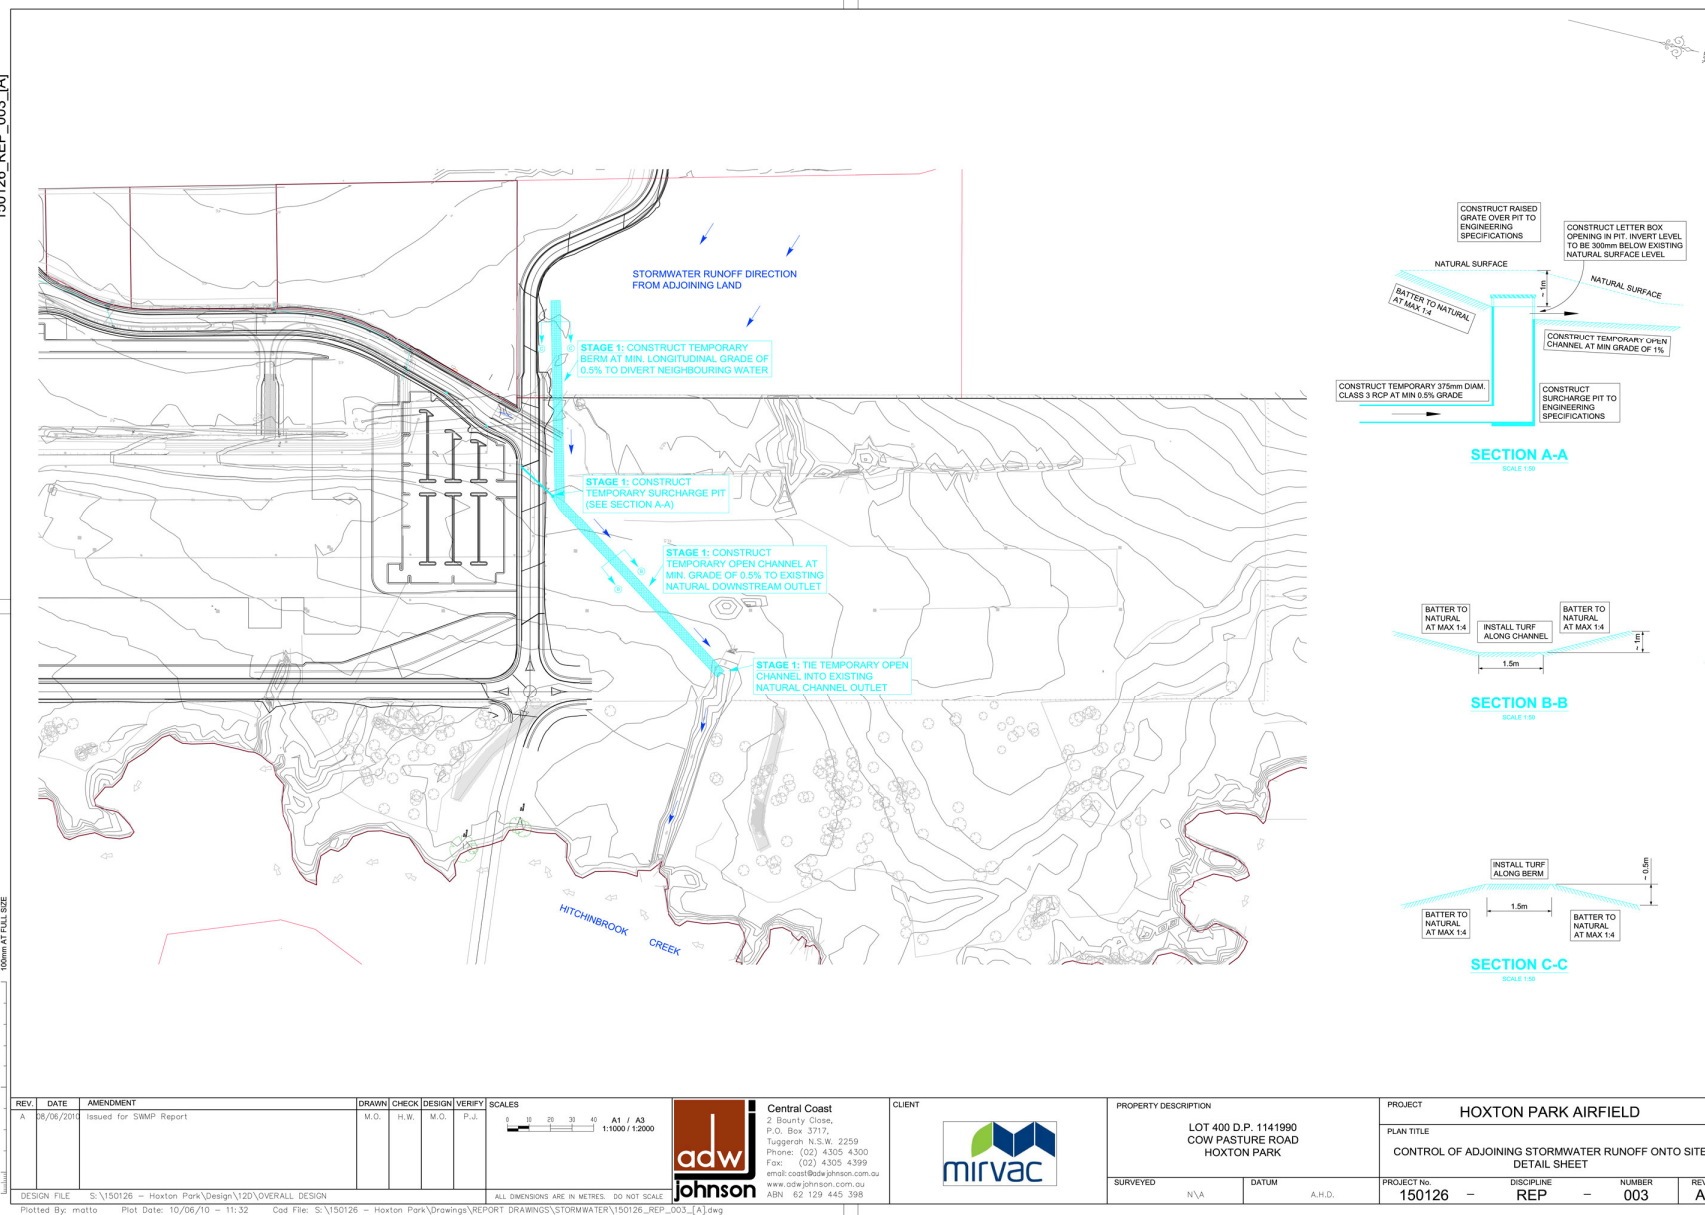 150126_REP_003_[A]
STORMWATER RUNOFF DIRECTION
FROM ADJOINING LAND
STAGE 1: CONSTRUCT TEMPORARY
BERM AT MIN. LONGITUDINAL GRADE OF
0.5% TO DIVERT NEIGHBOURING WATER
STAGE 1: CONSTRUCT
TEMPORARY SURCHARGE PIT
(SEE SECTION A-A)
STAGE 1: CONSTRUCT
TEMPORARY OPEN CHANNEL AT
MIN. GRADE OF 0.5% TO EXISTING
NATURAL DOWNSTREAM OUTLET
STAGE 1: TIE TEMPORARY OPEN
CHANNEL INTO EXISTING
NATURAL CHANNEL OUTLET
HITCHINBROOK CREEK
CONSTRUCT RAISED
GRATE OVER PIT TO
ENGINEERING
SPECIFICATIONS
CONSTRUCT LETTER BOX
OPENING IN PIT. INVERT LEVEL
TO BE 300mm BELOW EXISTING
NATURAL SURFACE LEVEL
NATURAL SURFACE
NATURAL SURFACE
~ 1m
BATTER TO NATURAL
AT MAX 1:4
CONSTRUCT TEMPORARY OPEN
CHANNEL AT MIN GRADE OF 1%
CONSTRUCT TEMPORARY 375mm DIAM.
CLASS 3 RCP AT MIN 0.5% GRADE
CONSTRUCT
SURCHARGE PIT TO
ENGINEERING
SPECIFICATIONS
SECTION A-A
SCALE 1:50
BATTER TO
NATURAL
AT MAX 1:4
INSTALL TURF
ALONG CHANNEL
BATTER TO
NATURAL
AT MAX 1:4
~ 1m
1.5m
SECTION B-B
SCALE 1:50
INSTALL TURF
ALONG BERM
~ 0.5m
1.5m
BATTER TO
NATURAL
AT MAX 1:4
BATTER TO
NATURAL
AT MAX 1:4
SECTION C-C
SCALE 1:50
100mm AT FULL SIZE
REV. DATE AMENDMENT DRAWN CHECK DESIGN VERIFY
A 08/06/2010 Issued for SWMP Report M.O. H.W. M.O. P.J.
DESIGN FILE S:\150126 - Hoxton Park\Design\12D\OVERALL DESIGN
SCALES
0 10 20 30 40
A1 / A3
1:1000 / 1:2000
ALL DIMENSIONS ARE IN METRES. DO NOT SCALE
adw
johnson
Central Coast
2 Bounty Close,
P.O. Box 3717,
Tuggerah N.S.W. 2259
Phone: (02) 4305 4300
Fax: (02) 4305 4399
email: coast@adwjohnson.com.au
www.adwjohnson.com.au
ABN 62 129 445 398
CLIENT
mirvac
PROPERTY DESCRIPTION
LOT 400 D.P. 1141990
COW PASTURE ROAD
HOXTON PARK
SURVEYED
N\A
DATUM
A.H.D.
PROJECT
HOXTON PARK AIRFIELD
PLAN TITLE
CONTROL OF ADJOINING STORMWATER RUNOFF ONTO SITE
DETAIL SHEET
PROJECT No. DISCIPLINE NUMBER REV
150126 - REP - 003 A
Plotted By: matto Plot Date: 10/06/10 - 11:32 Cad File: S:\150126 - Hoxton Park\Drawings\REPORT DRAWINGS\STORMWATER\150126_REP_003_[A].dwg